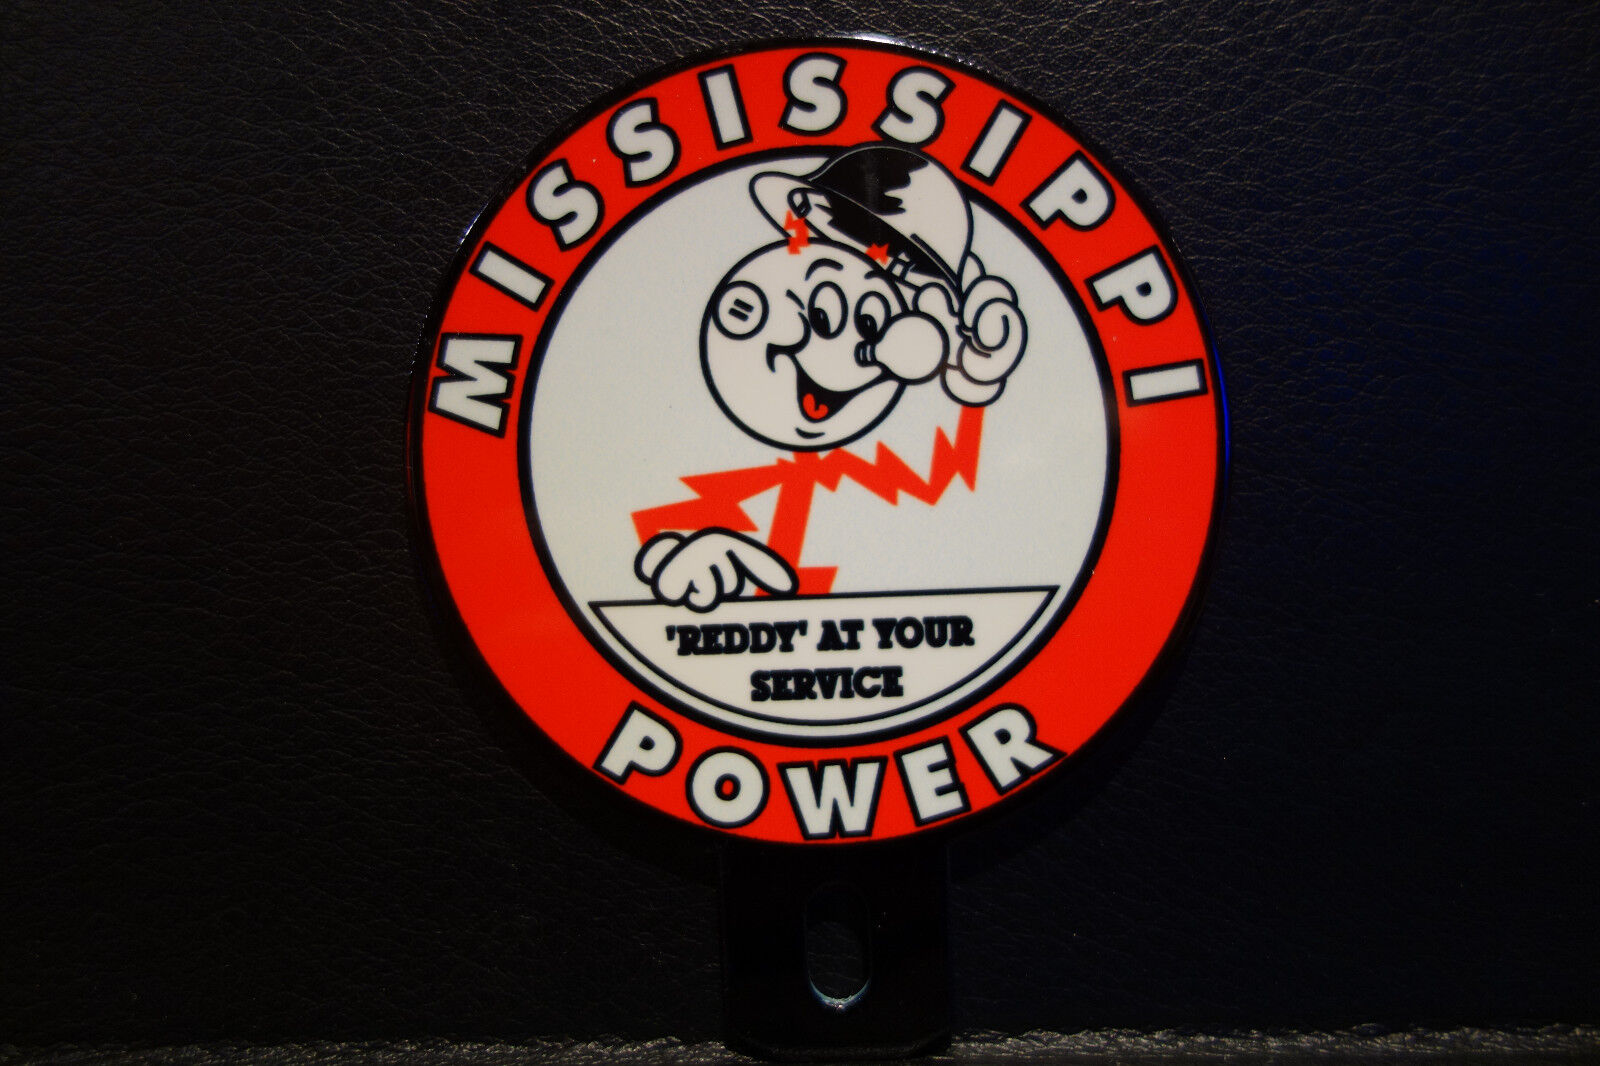 MISSISSIPPI
'REDDY' AT YOUR
SERVICE
POWER